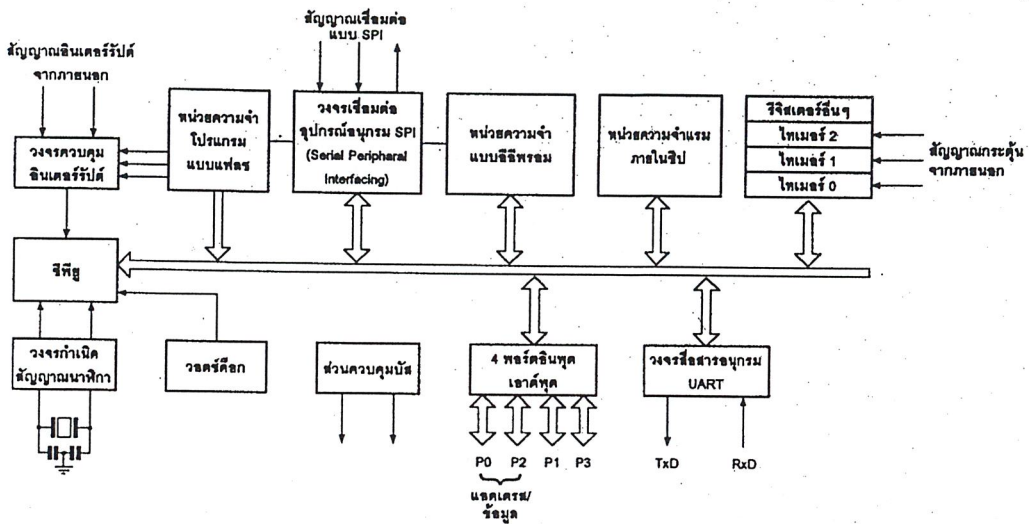 สัญญาณเชื่อมต่อ
แบบ SPI
สัญญาณอินเตอร์รัปต์
จากภายนอก
วงจรควบคุม
อินเตอร์รัปต์
หน่วยความจำ
โปรแกรม
แบบแฟลช
วงจรเชื่อมต่อ
อุปกรณ์อนุกรม SPI
(Serial Peripheral
Interfacing)
หน่วยความจำ
แบบอีอีพรอม
หน่วยความจำแรม
ภายในชิป
รีจิสเตอร์อื่นๆ
ไทเมอร์ 2
ไทเมอร์ 1
ไทเมอร์ 0
สัญญาณกระตุ้น
จากภายนอก
ซีพียู
วงจรกำเนิด
สัญญาณนาฬิกา
วอตช์ด็อก
ส่วนควบคุมบัส
4 พอร์ตอินพุต
เอาต์พุต
วงจรสื่อสารอนุกรม
UART
P0 P2 P1 P3
TxD RxD
แอดเดรส/
ข้อมูล